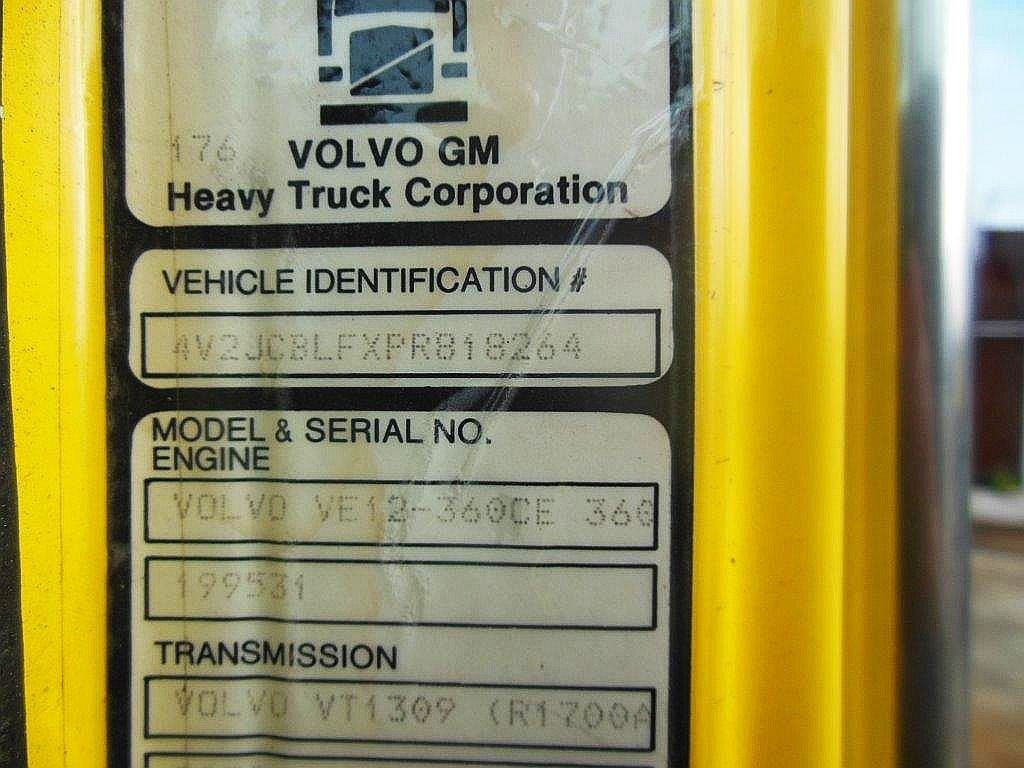 176
VOLVO GM
Heavy Truck Corporation
VEHICLE IDENTIFICATION #
4V2JCBLFXPR818264
MODEL & SERIAL NO.
ENGINE
VOLVO VE12-360CE 360
199531
TRANSMISSION
VOLVO VT1309 (R1700A